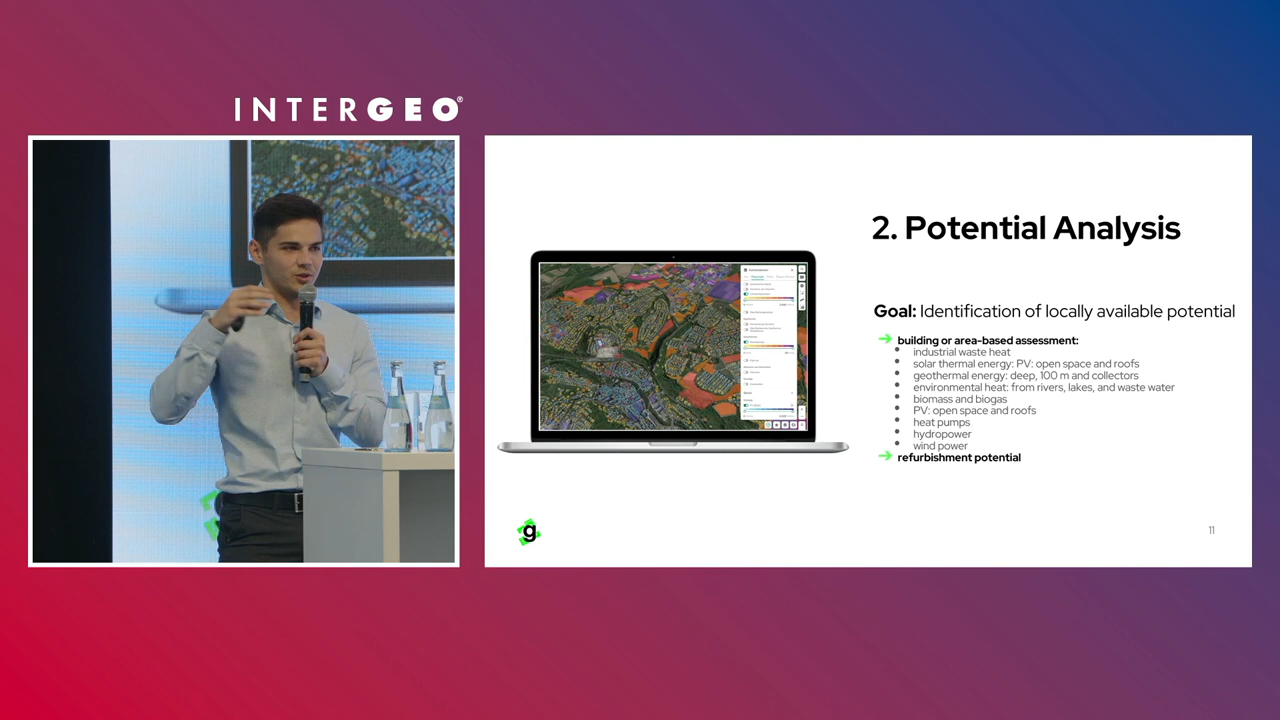 INTERGEO®
2. Potential Analysis
Goal: Identification of locally available potential
building or area-based assessment:
industrial waste heat
solar thermal energy: PV: open space and roofs
geothermal energy: deep, 100 m and collectors
environmental heat: from rivers, lakes, and waste water
biomass and biogas
PV: open space and roofs
heat pumps
hydropower
wind power
refurbishment potential
g
11